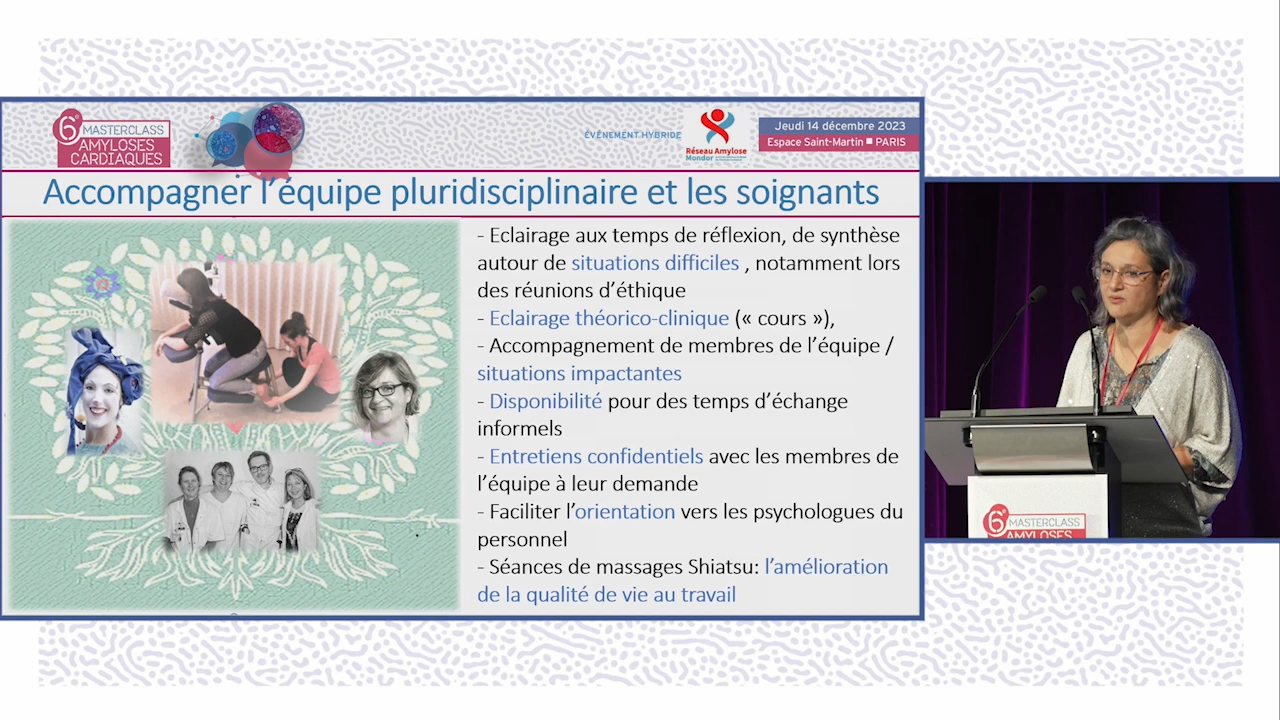 6e MASTERCLASS
AMYLOSES
CARDIAQUES
ÉVÉNEMENT HYBRIDE
Réseau Amylose
Mondor
Jeudi 14 décembre 2023
Espace Saint-Martin ■ PARIS
Accompagner l'équipe pluridisciplinaire et les soignants
- Eclairage aux temps de réflexion, de synthèse
autour de situations difficiles , notamment lors
des réunions d'éthique
- Eclairage théorico-clinique (« cours »),
- Accompagnement de membres de l'équipe /
situations impactantes
- Disponibilité pour des temps d'échange
informels
- Entretiens confidentiels avec les membres de
l'équipe à leur demande
- Faciliter l'orientation vers les psychologues du
personnel
- Séances de massages Shiatsu: l'amélioration
de la qualité de vie au travail
6e MASTERCLASS
AMYLOSES